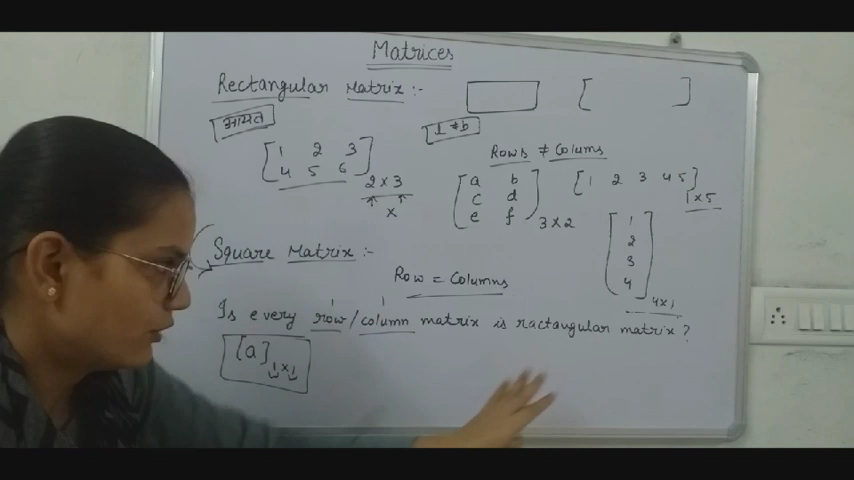 Matrices
Rectangular Matrix :-
आयत
l ≠ b
Rows ≠ Colums
[1 2 3
4 5 6]
2 × 3
x
[a b
c d
e f] 3 × 2
[1 2 3 4 5]
1 × 5
[1
2
3
4] 4 × 1
Square Matrix :-
Row = Columns
Is every row/column matrix is ractangular matrix ?
[a] 1 × 1